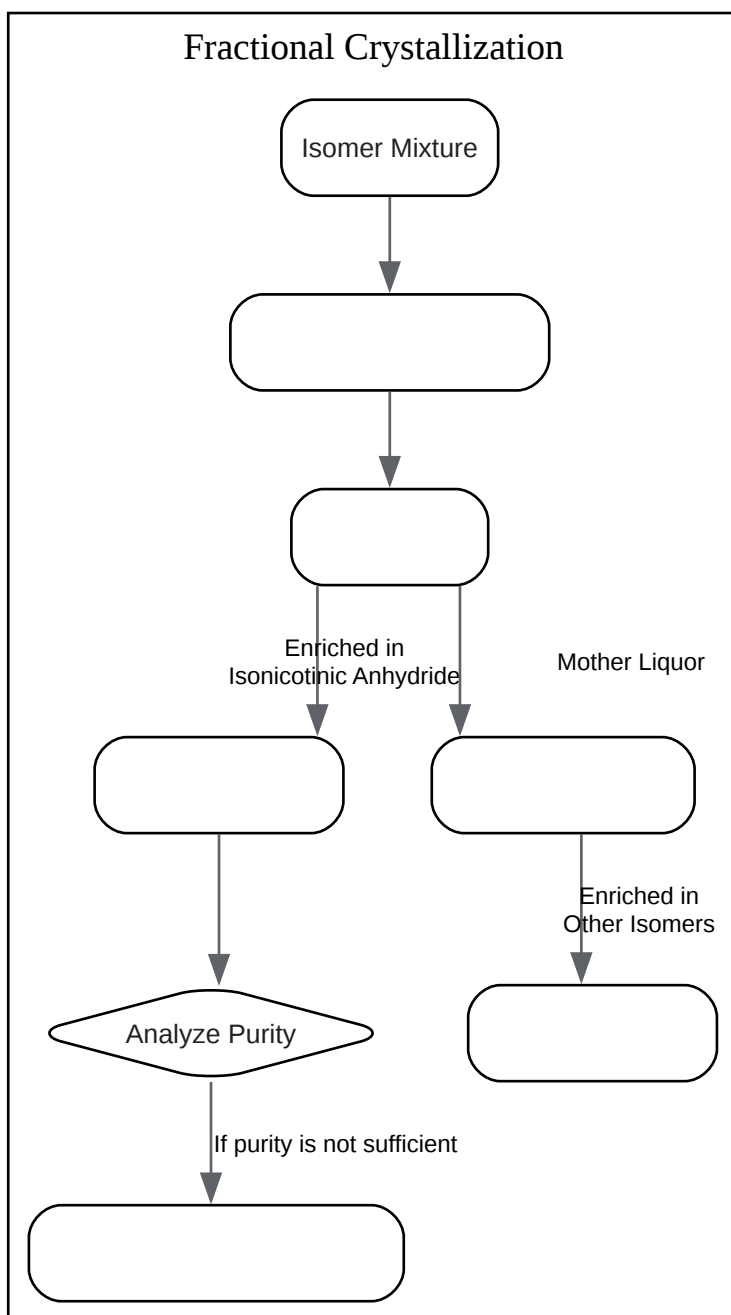 Fractional Crystallization
Isomer Mixture
Enriched in
Isonicotinic Anhydride
Mother Liquor
Enriched in
Other Isomers
Analyze Purity
If purity is not sufficient